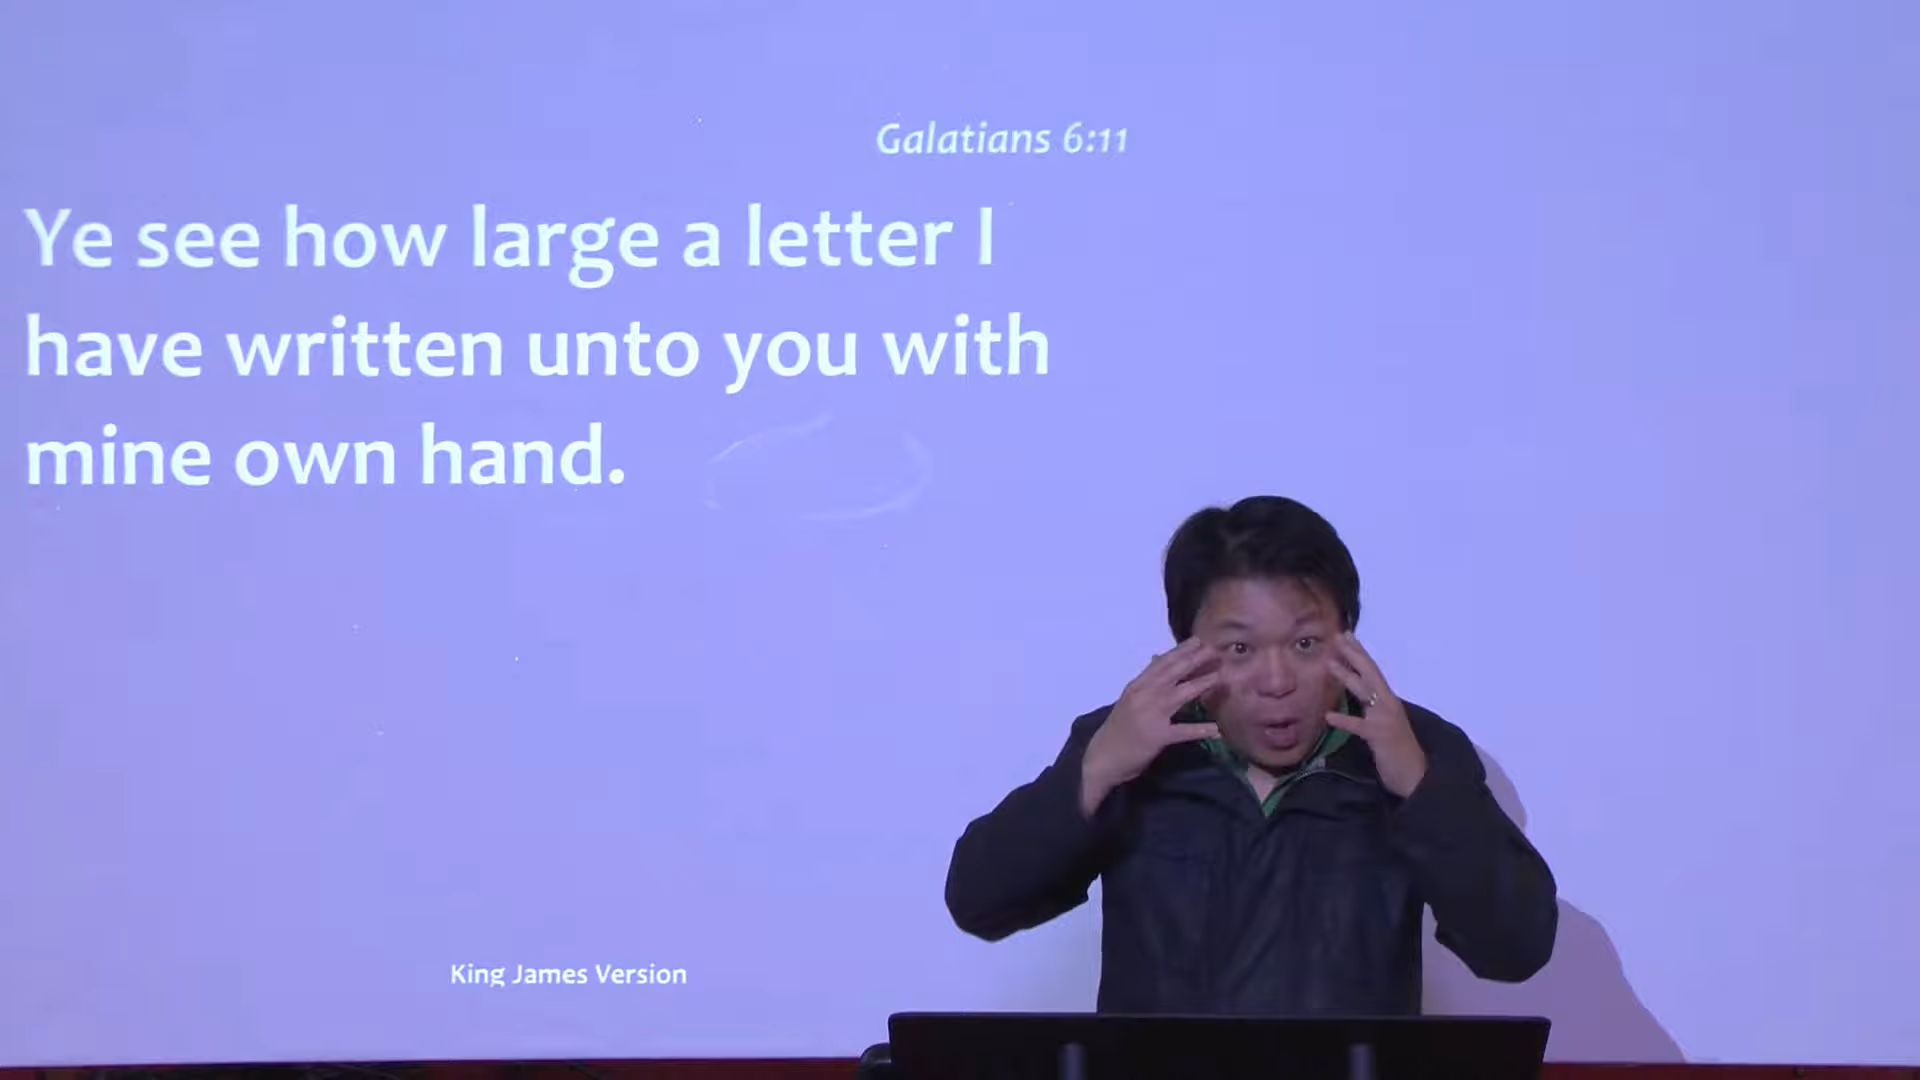 Galatians 6:11
Ye see how large a letter I
have written unto you with
mine own hand.
King James Version